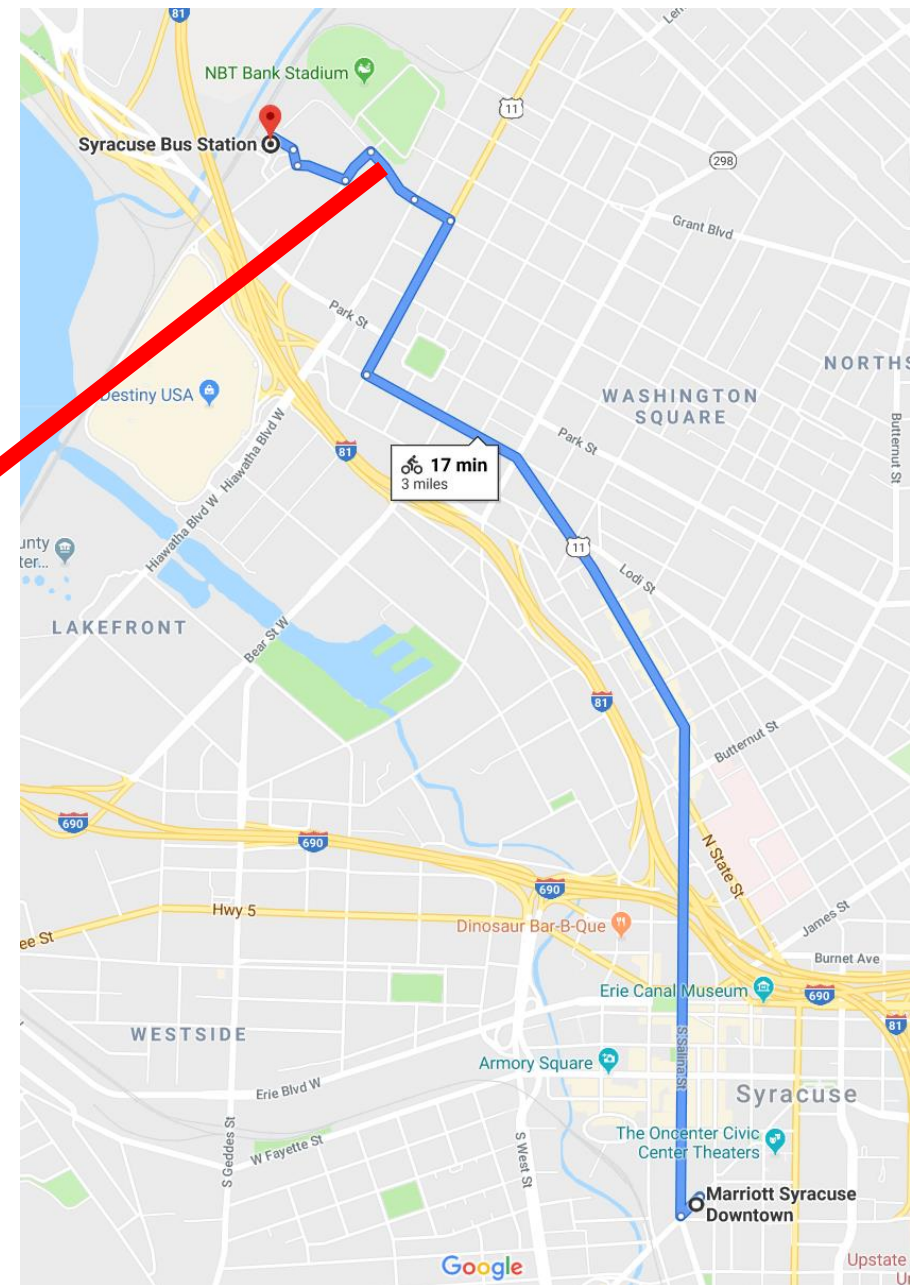 81
NBT Bank Stadium
11
Syracuse Bus Station
298
Grant Blvd
Park St
NORTHS
Destiny USA
WASHINGTON
SQUARE
Butternut St
Hiawatha Blvd W
Hiawatha Blvd W
81
Park St
17 min
3 miles
unty
ter...
11
Lodi St
LAKEFRONT
Bear St W
81
Butternut St
690
690
N State St
690
Hwy 5
James St
ee St
Dinosaur Bar-B-Que
Burnet Ave
Erie Canal Museum
690
81
WESTSIDE
S Salina St
Armory Square
Erie Blvd W
Syracuse
S Geddes St
W Fayette St
S West St
The Oncenter Civic
Center Theaters
Marriott Syracuse
Downtown
Google
Upstate